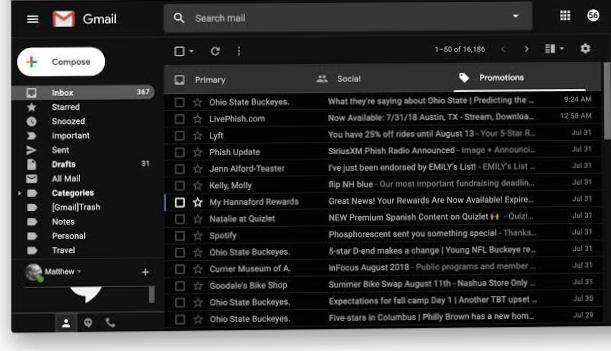 Gmail
Search mail
56
Compose
1–50 of 16,186
Inbox 367
Starred
Snoozed
Important
Sent
Drafts 31
All Mail
Categories
[Gmail]Trash
Notes
Personal
Travel
Matthew
Primary
Social
Promotions
Ohio State Buckeyes. What they're saying about Ohio State | Predicting the ... 9:24 AM
LivePhish.com Now Available: 7/31/18 Austin, TX - Stream, Downloa... 12:58 AM
Lyft You have 25% off rides until August 13 - Your 5-Star R... Jul 31
Phish Update SiriusXM Phish Radio Announced - Image + Announci... Jul 31
Jenn Alford-Teaster I've just been endorsed by EMILY's List! - EMILY's List ... Jul 31
Kelly, Molly flip NH blue - Our most important fundraising deadlin... Jul 31
My Hannaford Rewards Great News! Your Rewards Are Now Available! Expire... Jul 31
Natalie at Quizlet NEW Premium Spanish Content on Quizlet 🙌 - Quizl... Jul 31
Spotify Phosphorescent sent you something special - Thanks... Jul 31
Ohio State Buckeyes. 5-star D-end makes a change | Young NFL Buckeye re... Jul 31
Currier Museum of A. inFocus August 2018 - Public programs and member ... Jul 31
Goodale's Bike Shop Summer Bike Swap August 11th - Nashua Store Only... Jul 31
Ohio State Buckeyes. Expectations for fall camp Day 1 | Another TBT upset ... Jul 30
Ohio State Buckeyes. Five-stars in Columbus | Philly Brown has a new hom... Jul 29